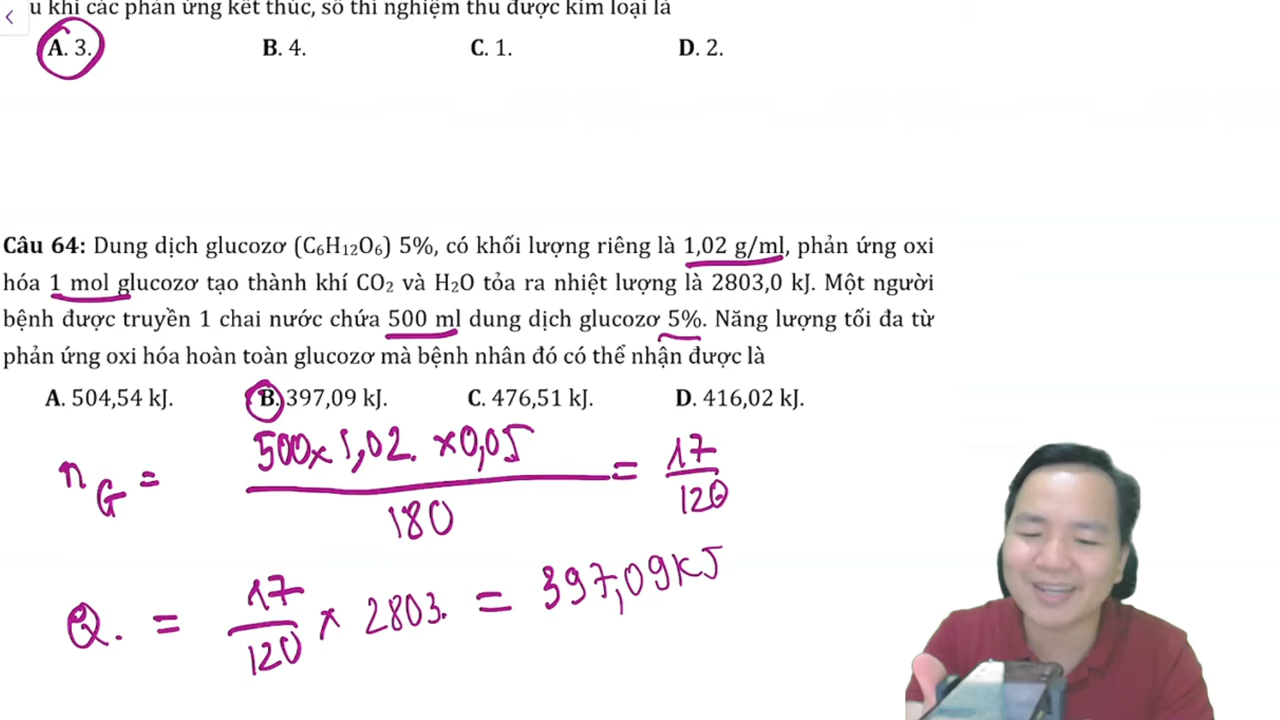 u khi các phản ứng kết thúc, số thí nghiệm thu được kim loại là
A. 3. B. 4. C. 1. D. 2.
Câu 64: Dung dịch glucozơ (C₆H₁₂O₆) 5%, có khối lượng riêng là 1,02 g/ml, phản ứng oxi
hóa 1 mol glucozơ tạo thành khí CO₂ và H₂O tỏa ra nhiệt lượng là 2803,0 kJ. Một người
bệnh được truyền 1 chai nước chứa 500 ml dung dịch glucozơ 5%. Năng lượng tối đa từ
phản ứng oxi hóa hoàn toàn glucozơ mà bệnh nhân đó có thể nhận được là
A. 504,54 kJ. B. 397,09 kJ. C. 476,51 kJ. D. 416,02 kJ.
500x 1,02. x0,05
n G = = 17
180 120
Q. = 17 x 2803. = 397,09kJ
120